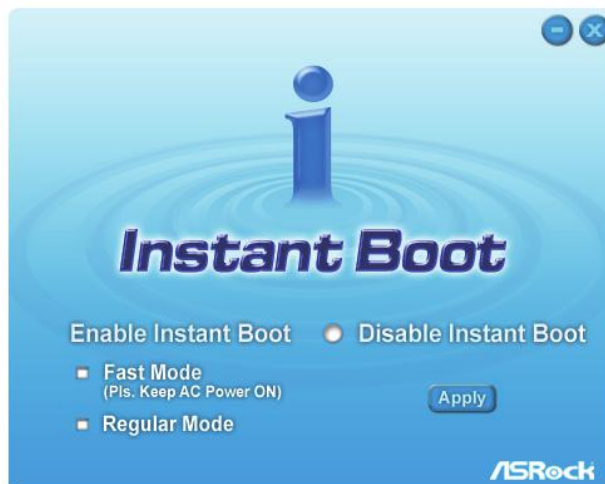 i
Instant Boot
Enable Instant Boot
Disable Instant Boot
Fast Mode
(Pls. Keep AC Power ON)
Regular Mode
Apply
ASRock